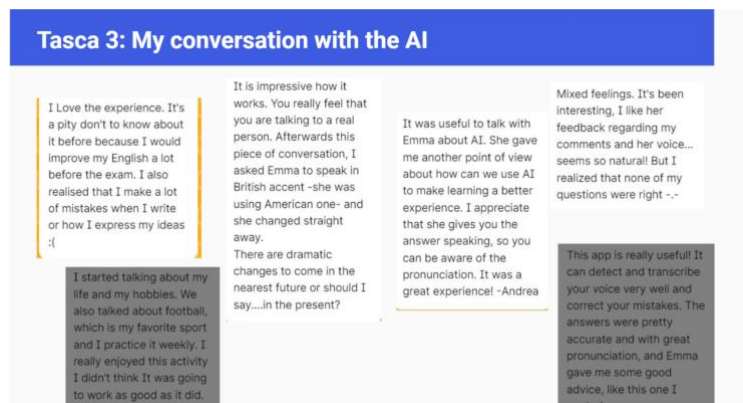 Tasca 3: My conversation with the AI
I Love the experience. It's
a pity don't to know about
it before because I would
improve my English a lot
before the exam. I also
realised that I make a lot
of mistakes when I write
or how I express my ideas
:(
I started talking about my
life and my hobbies. We
also talked about football,
which is my favorite sport
and I practice it weekly. I
really enjoyed this activity
I didn't think It was going
to work as good as it did.
It is impressive how it
works. You really feel that
you are talking to a real
person. Afterwards this
piece of conversation, I
asked Emma to speak in
British accent -she was
using American one- and
she changed straight
away.
There are dramatic
changes to come in the
nearest future or should I
say....in the present?
It was useful to talk with
Emma about AI. She gave
me another point of view
about how can we use AI
to make learning a better
experience. I appreciate
that she gives you the
answer speaking, so you
can be aware of the
pronunciation. It was a
great experience! -Andrea
Mixed feelings. It's been
interesting, I like her
feedback regarding my
comments and her voice...
seems so natural! But I
realized that none of my
questions were right -.-
This app is really useful! It
can detect and transcribe
your voice very well and
correct your mistakes. The
answers were pretty
accurate and with great
pronunciation, and Emma
gave me some good
advice, like this one I